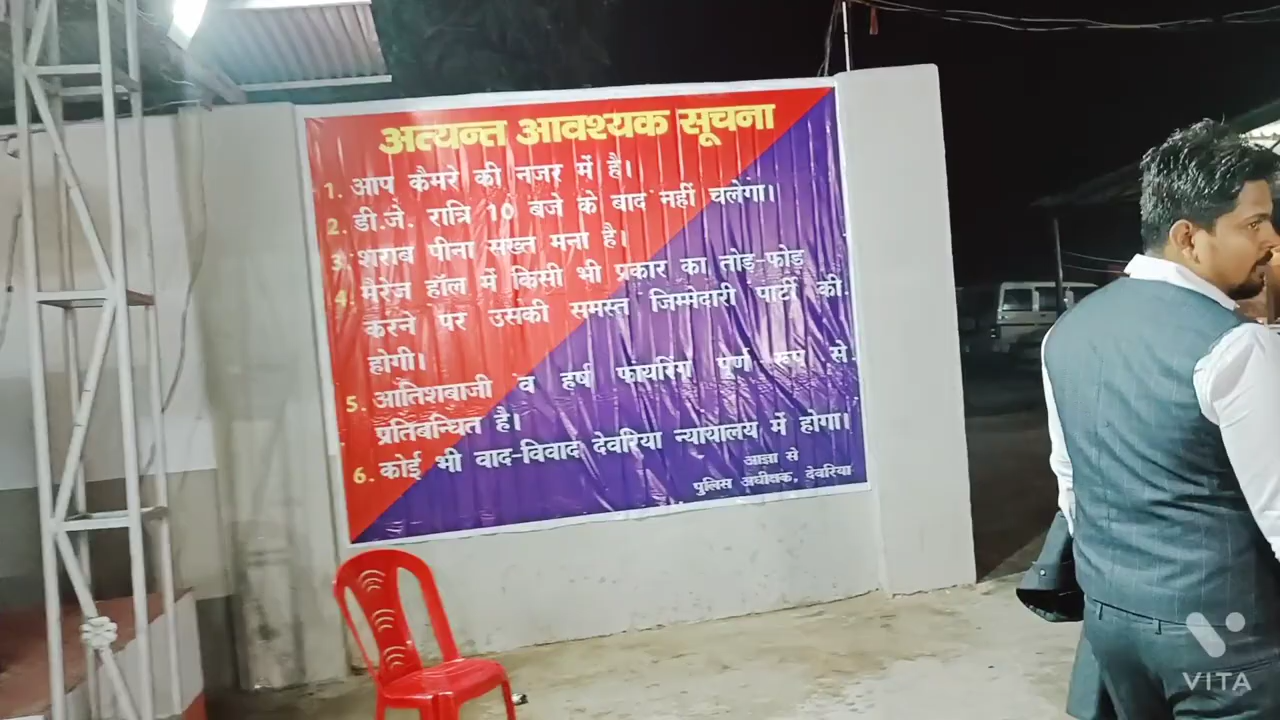 अत्यन्त आवश्यक सूचना
1. आप कैमरे की नजर में है।
2. डी.जे. रात्रि 10 बजे के बाद नहीं चलेगा।
3. शराब पीना सख्त मना है।
4. मैरेज हॉल में किसी भी प्रकार का तोड़-फोड़
करने पर उसकी समस्त जिम्मेदारी पार्टी की
होगी।
5. आतिशबाजी व हर्ष फायरिंग पूर्ण रूप से
प्रतिबन्धित है।
6. कोई भी वाद-विवाद देवरिया न्यायालय में होगा।
आज्ञा से
पुलिस अधीक्षक, देवरिया
VITA